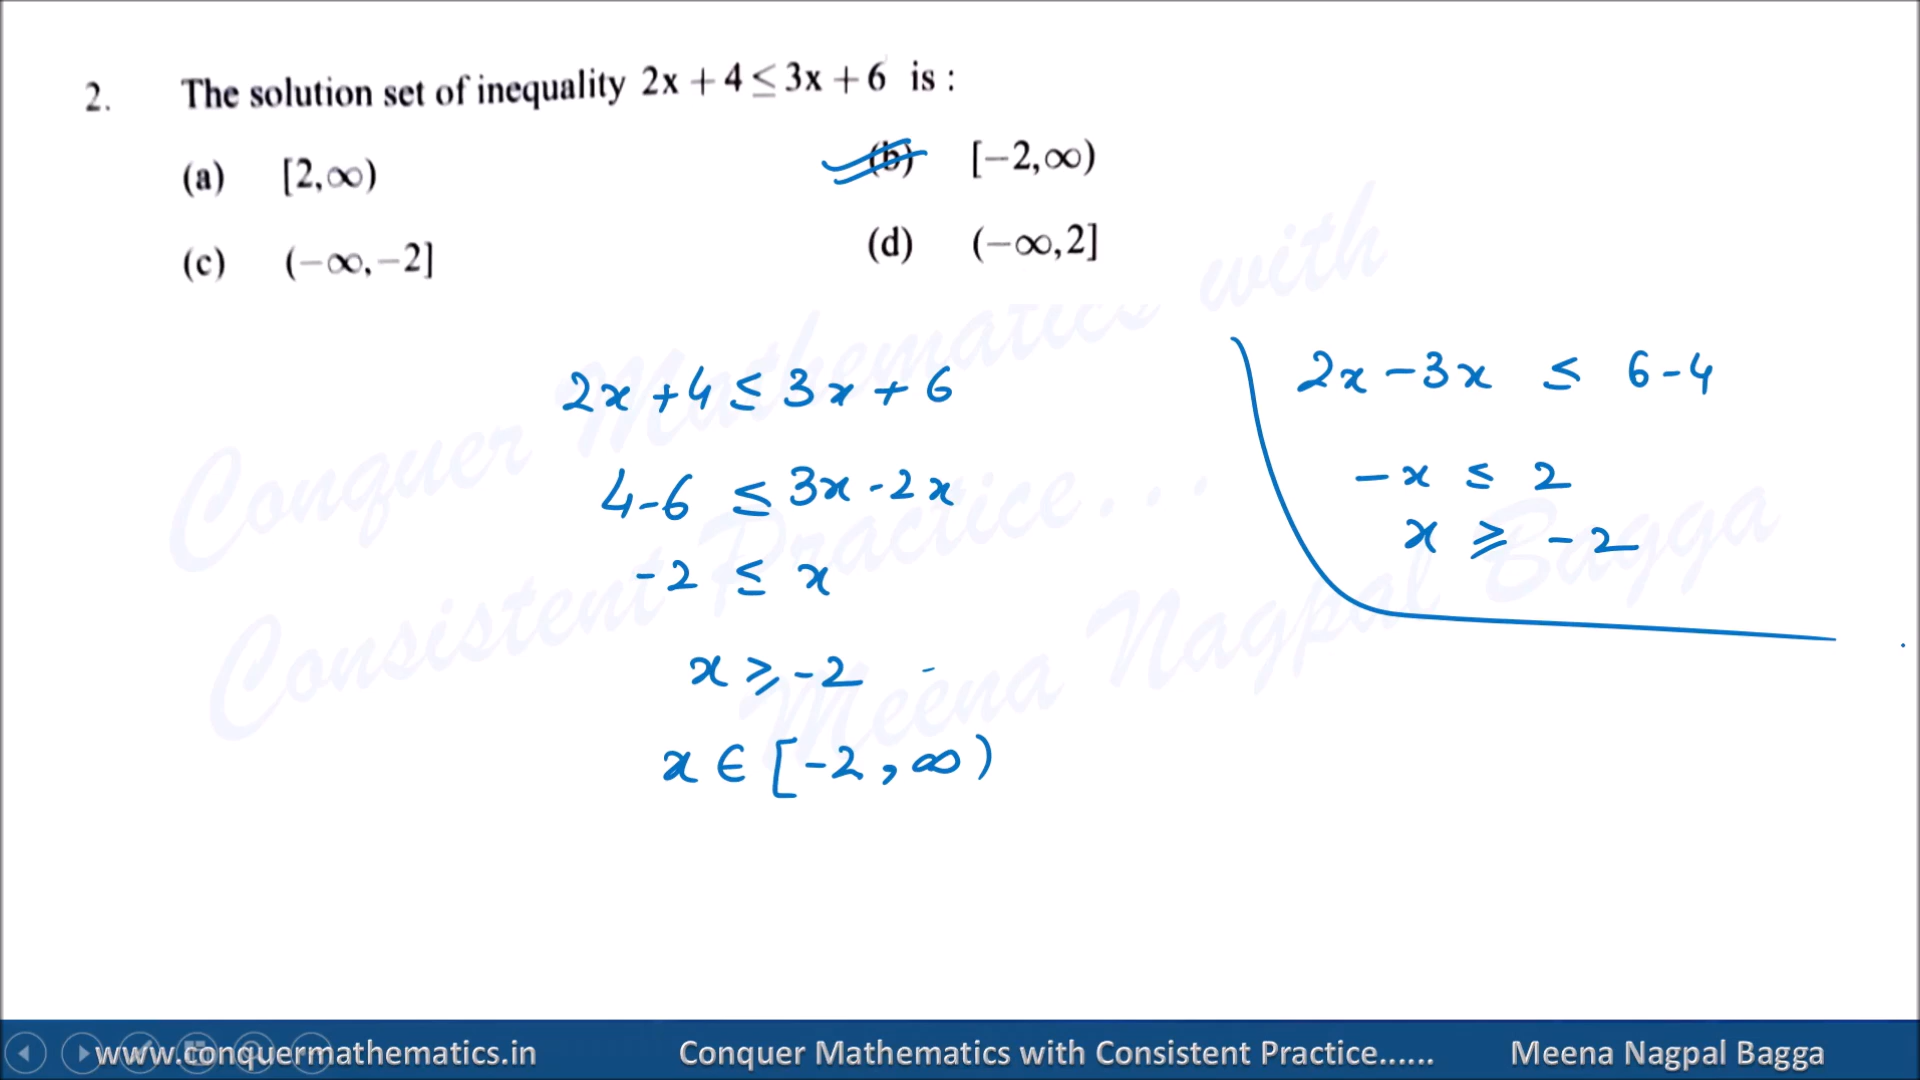 2. The solution set of inequality 2x + 4 ≤ 3x + 6 is :
(a) [2,∞) (b) [−2,∞)
(c) (−∞,−2] (d) (−∞,2]
2x + 4 ≤ 3x + 6
4 - 6 ≤ 3x - 2x
-2 ≤ x
x ≥ -2
x ∈ [-2, ∞)
2x - 3x ≤ 6 - 4
-x ≤ 2
x ≥ -2
Conquer Mathematics with
Consistent Practice...
Meena Nagpal Bagga
www.conquermathematics.in Conquer Mathematics with Consistent Practice...... Meena Nagpal Bagga